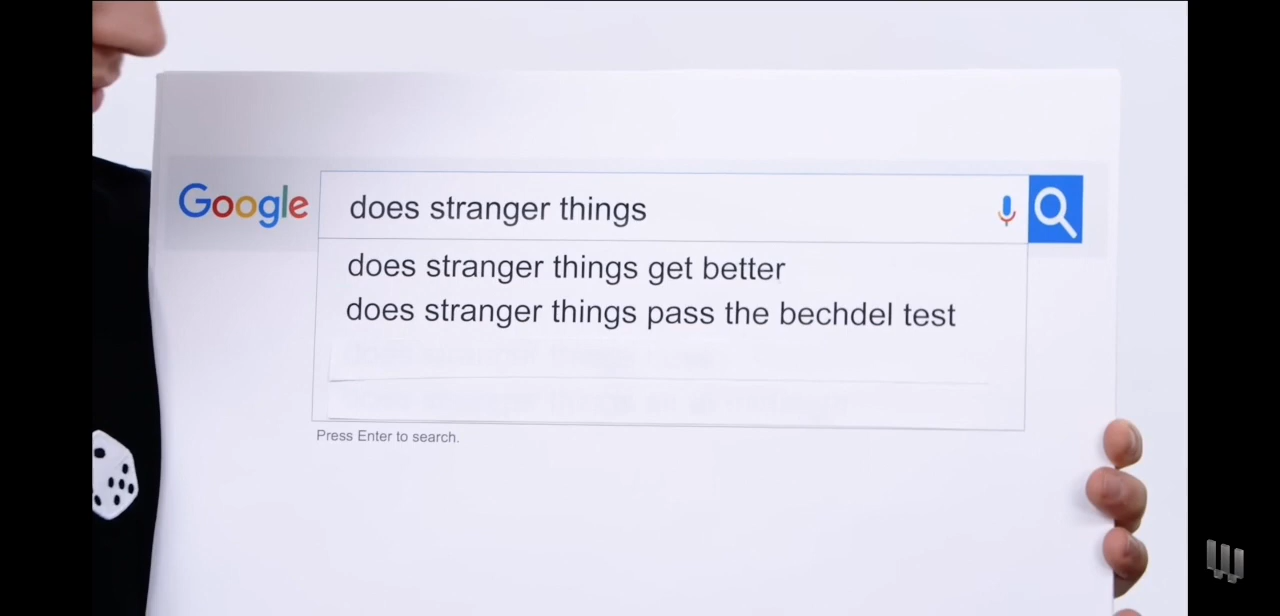 Google
does stranger things
does stranger things get better
does stranger things pass the bechdel test
Press Enter to search.